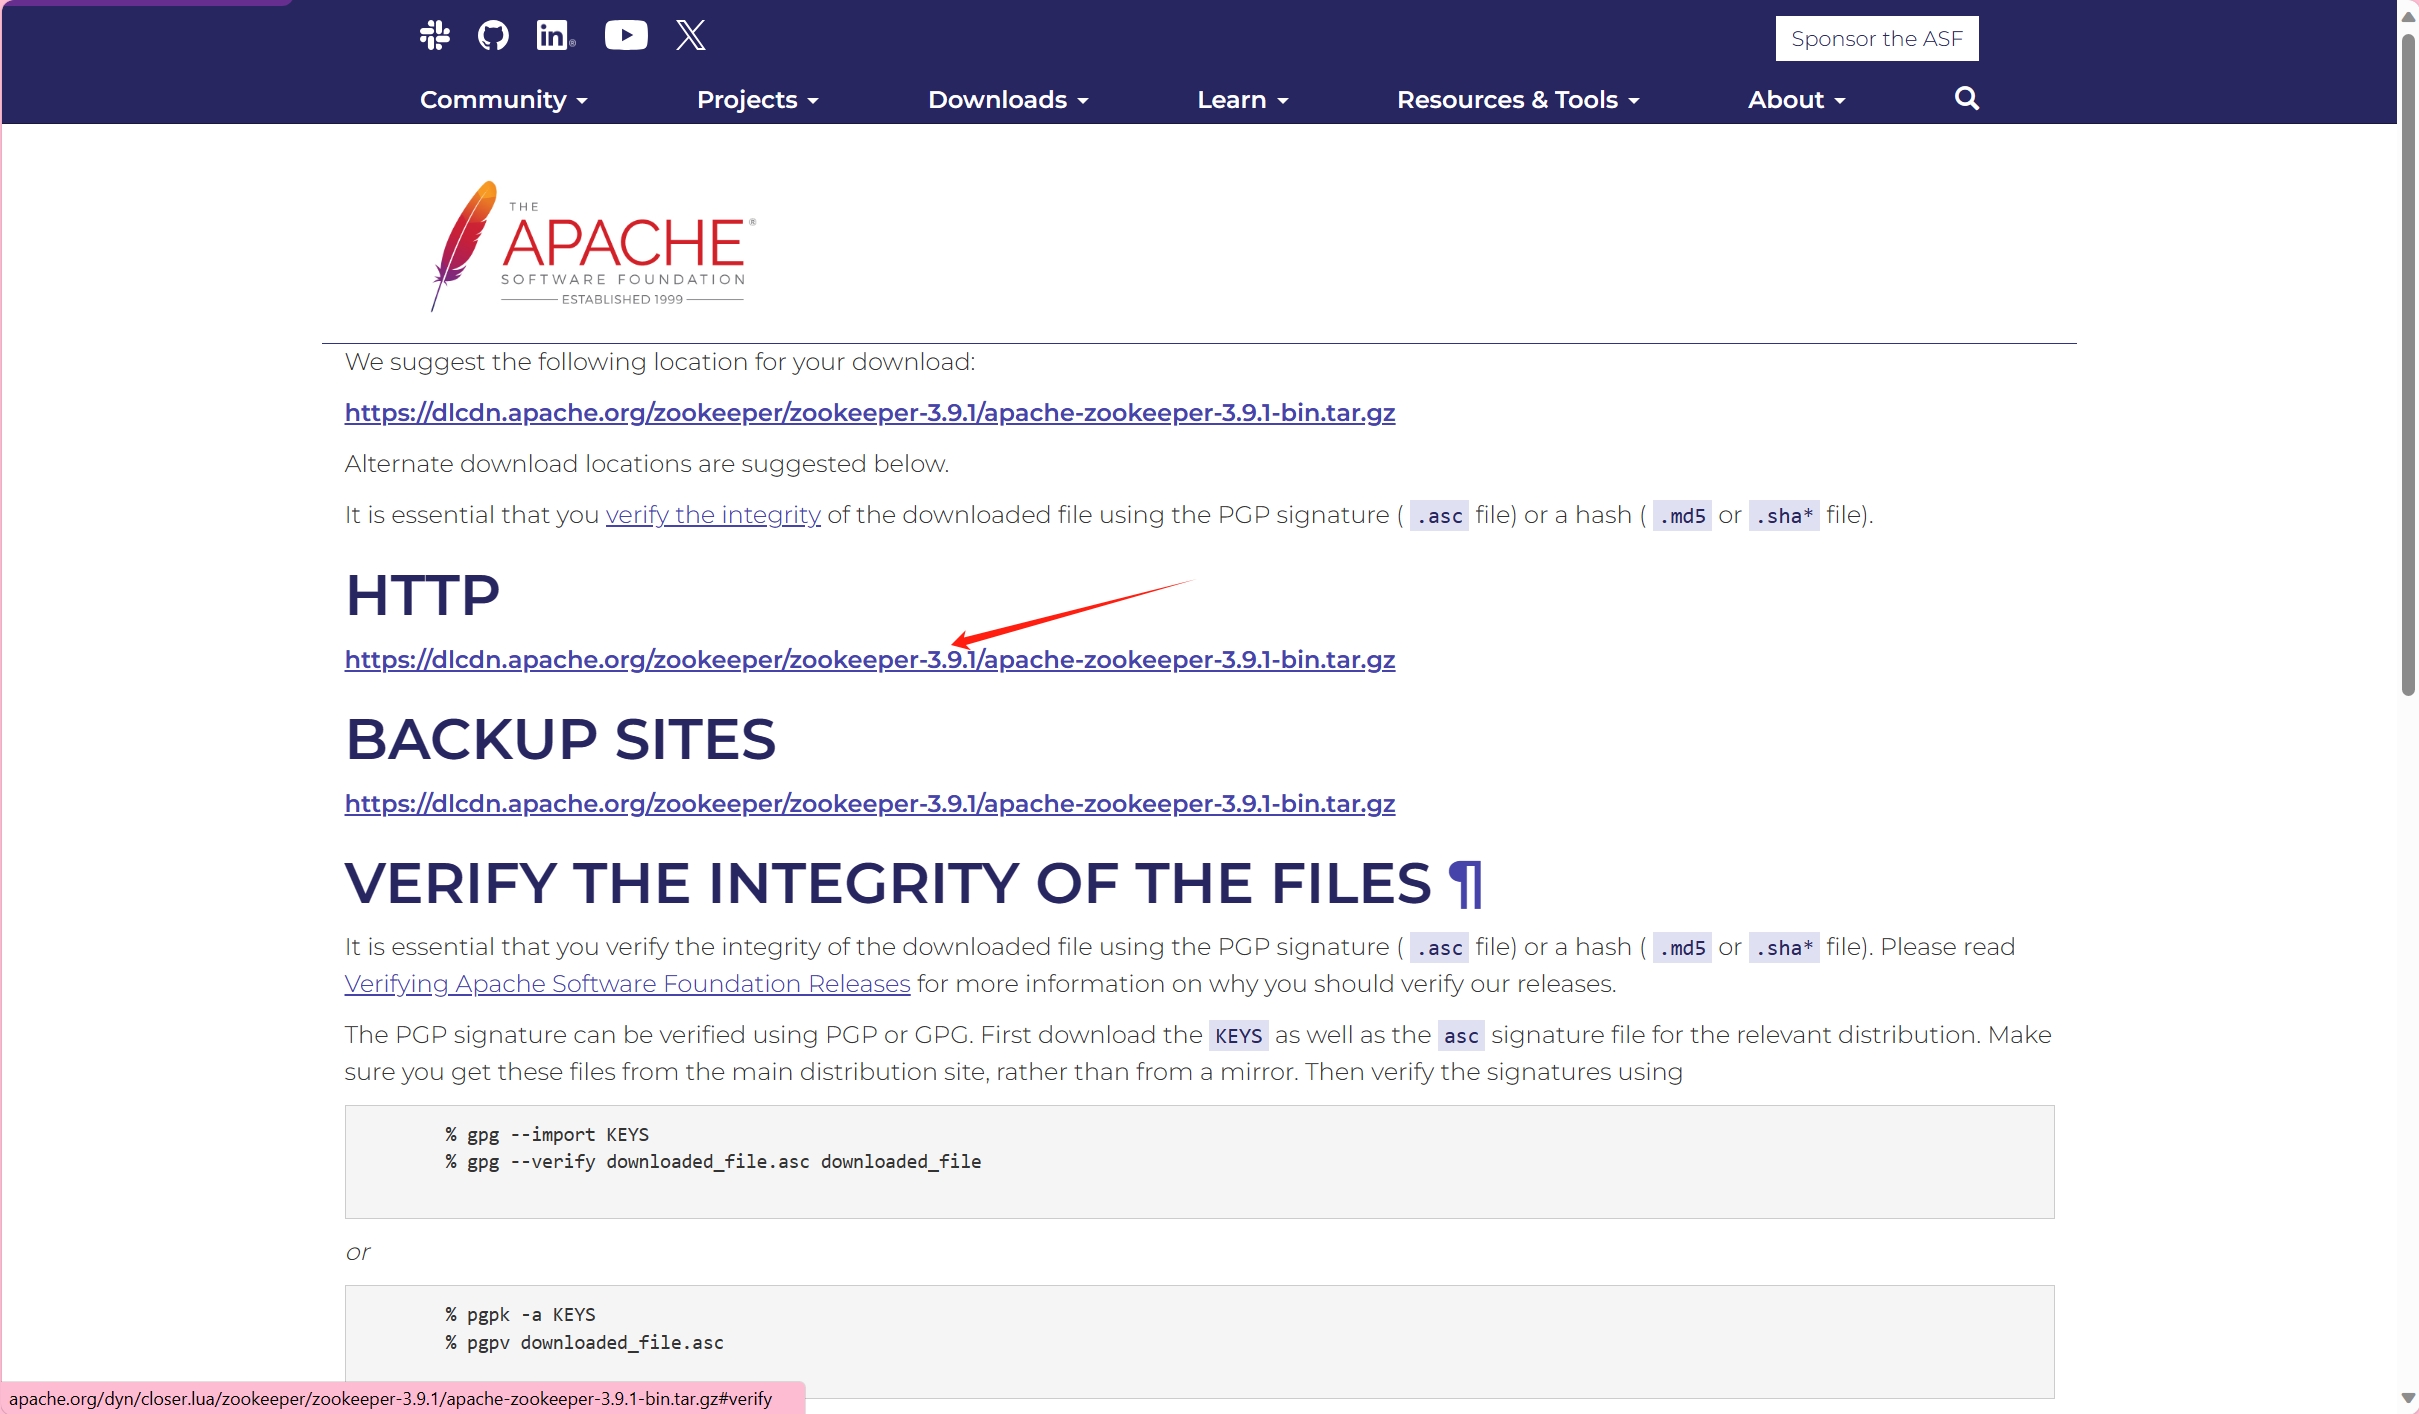 in®
Sponsor the ASF
Community Projects Downloads Learn Resources & Tools About
THE
APACHE®
SOFTWARE FOUNDATION
ESTABLISHED 1999
We suggest the following location for your download:
https://dlcdn.apache.org/zookeeper/zookeeper-3.9.1/apache-zookeeper-3.9.1-bin.tar.gz
Alternate download locations are suggested below.
It is essential that you verify the integrity of the downloaded file using the PGP signature ( .asc file) or a hash ( .md5 or .sha* file).
HTTP
https://dlcdn.apache.org/zookeeper/zookeeper-3.9.1/apache-zookeeper-3.9.1-bin.tar.gz
BACKUP SITES
https://dlcdn.apache.org/zookeeper/zookeeper-3.9.1/apache-zookeeper-3.9.1-bin.tar.gz
VERIFY THE INTEGRITY OF THE FILES ¶
It is essential that you verify the integrity of the downloaded file using the PGP signature ( .asc file) or a hash ( .md5 or .sha* file). Please read
Verifying Apache Software Foundation Releases for more information on why you should verify our releases.
The PGP signature can be verified using PGP or GPG. First download the KEYS as well as the asc signature file for the relevant distribution. Make
sure you get these files from the main distribution site, rather than from a mirror. Then verify the signatures using
% gpg --import KEYS
% gpg --verify downloaded_file.asc downloaded_file
or
% pgpk -a KEYS
% pgpv downloaded_file.asc
apache.org/dyn/closer.lua/zookeeper/zookeeper-3.9.1/apache-zookeeper-3.9.1-bin.tar.gz#verify